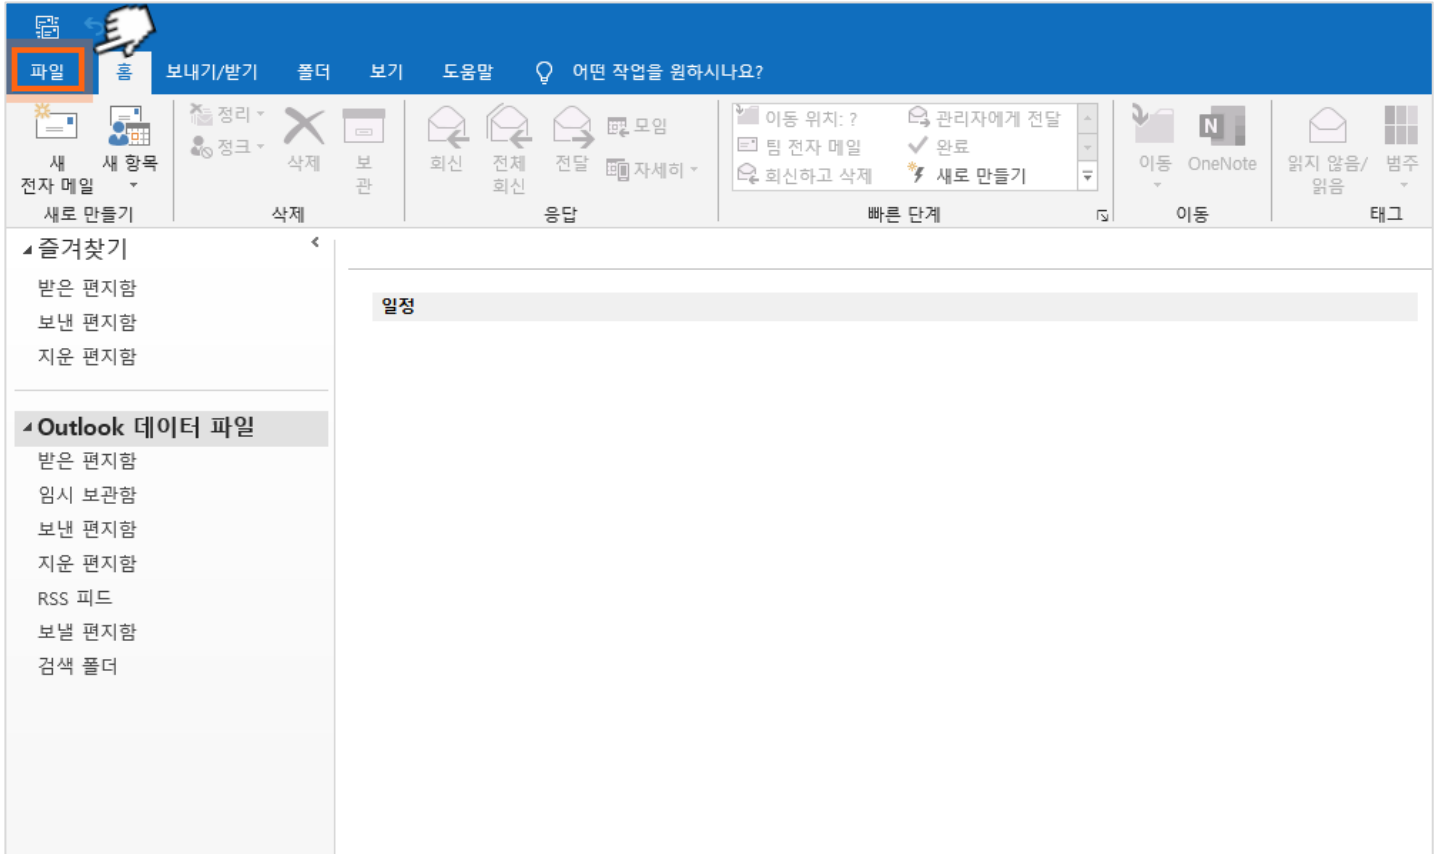 파일 홈 보내기/받기 폴더 보기 도움말 어떤 작업을 원하시나요?
새 전자 메일
새 항목
새로 만들기
정리
정크
삭제
보관
삭제
회신
전체 회신
전달
모임
자세히
응답
이동 위치: ?
팀 전자 메일
회신하고 삭제
관리자에게 전달
완료
새로 만들기
빠른 단계
이동
N
OneNote
이동
읽지 않음/읽음
범주
태그
즐겨찾기
받은 편지함
보낸 편지함
지운 편지함
Outlook 데이터 파일
받은 편지함
임시 보관함
보낸 편지함
지운 편지함
RSS 피드
보낼 편지함
검색 폴더
일정